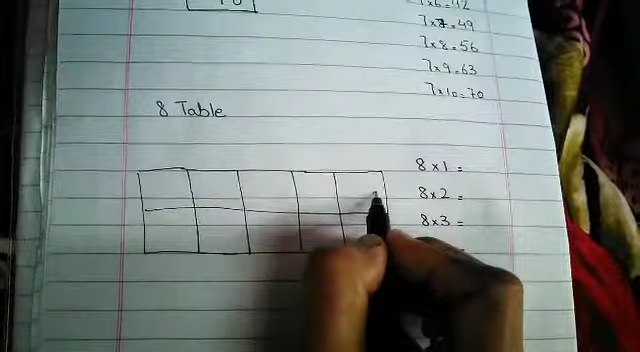 7x6=42
7x7=49
7x8=56
7x9=63
7x10=70
8 Table
8x1=
8x2=
8x3=